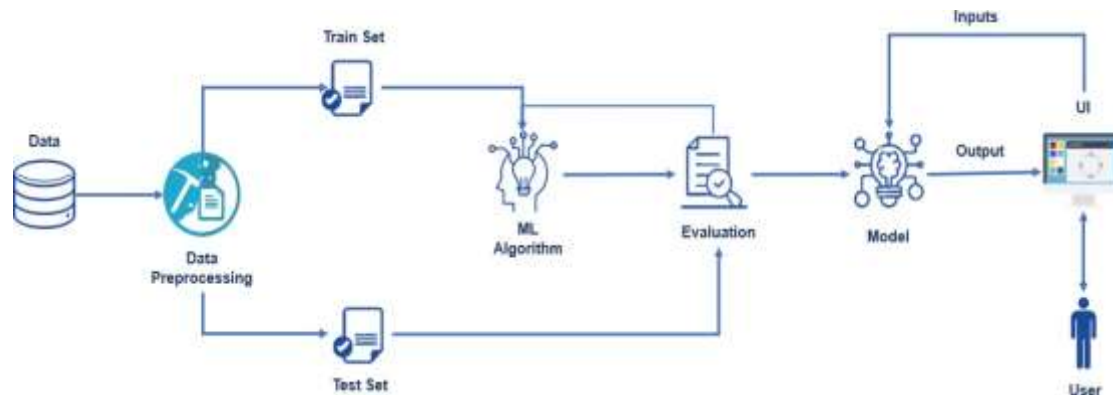 Inputs
Train Set
UI
Data
Output
ML
Algorithm
Evaluation
Model
Data
Preprocessing
Test Set
User